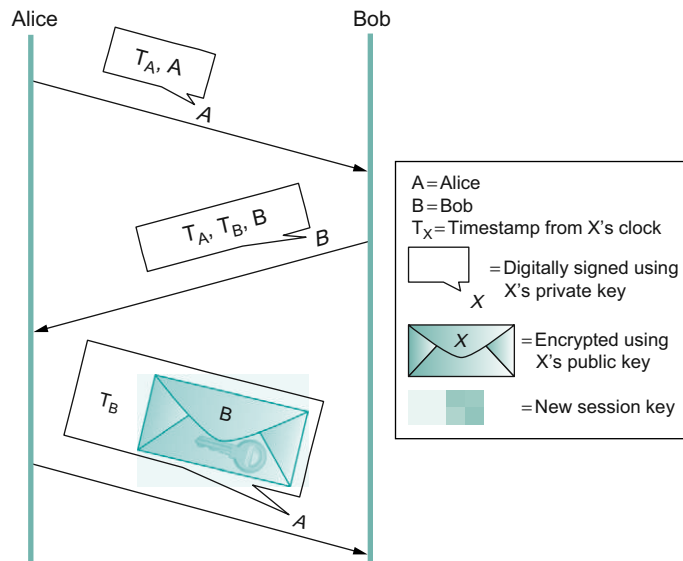 Alice
Bob
T_A, A
A
T_A, T_B, B
B
T_B
B
A
A=Alice
B=Bob
T_X=Timestamp from X's clock
=Digitally signed using
X's private key
X
X
=Encrypted using
X's public key
=New session key